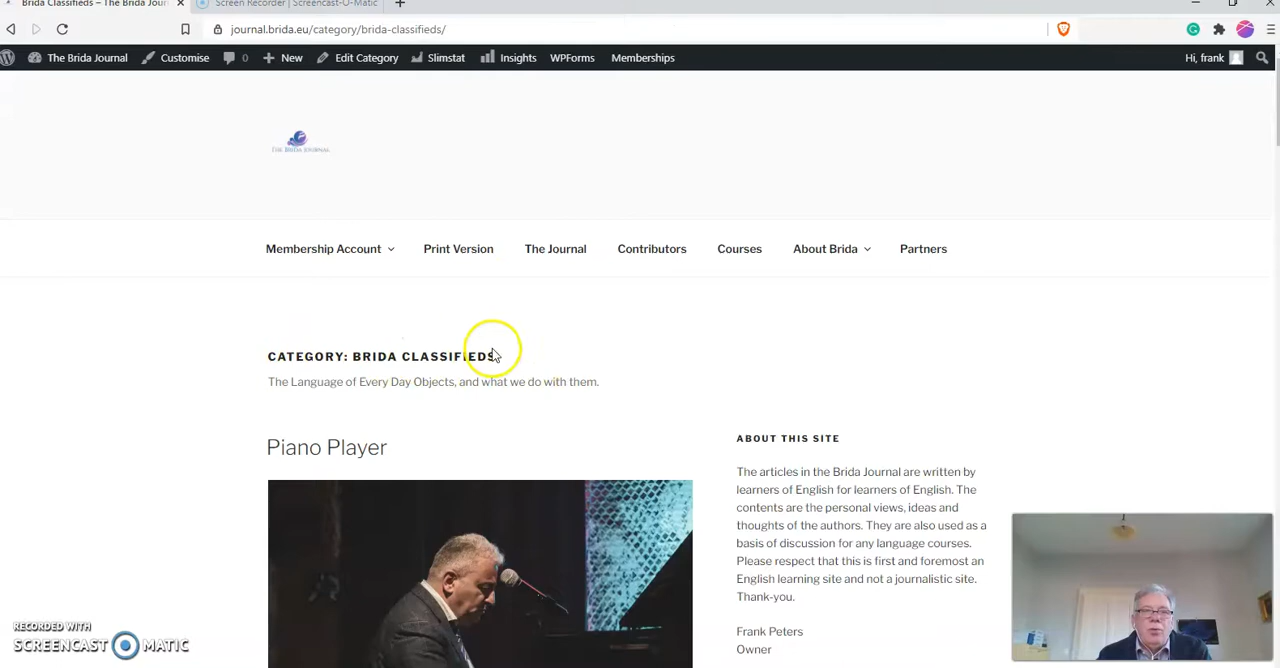 Brida Classifieds – The Brida Jour
Screen Recorder | Screencast-O-Matic
journal.brida.eu/category/brida-classifieds/
The Brida Journal Customise 0 New Edit Category Slimstat Insights WPForms Memberships Hi, frank
THE BRIDA JOURNAL
Membership Account Print Version The Journal Contributors Courses About Brida Partners
CATEGORY: BRIDA CLASSIFIEDS
The Language of Every Day Objects, and what we do with them.
Piano Player
ABOUT THIS SITE
The articles in the Brida Journal are written by
learners of English for learners of English. The
contents are the personal views, ideas and
thoughts of the authors. They are also used as a
basis of discussion for any language courses.
Please respect that this is first and foremost an
English learning site and not a journalistic site.
Thank-you.
Frank Peters
Owner
RECORDED WITH
SCREENCAST MATIC